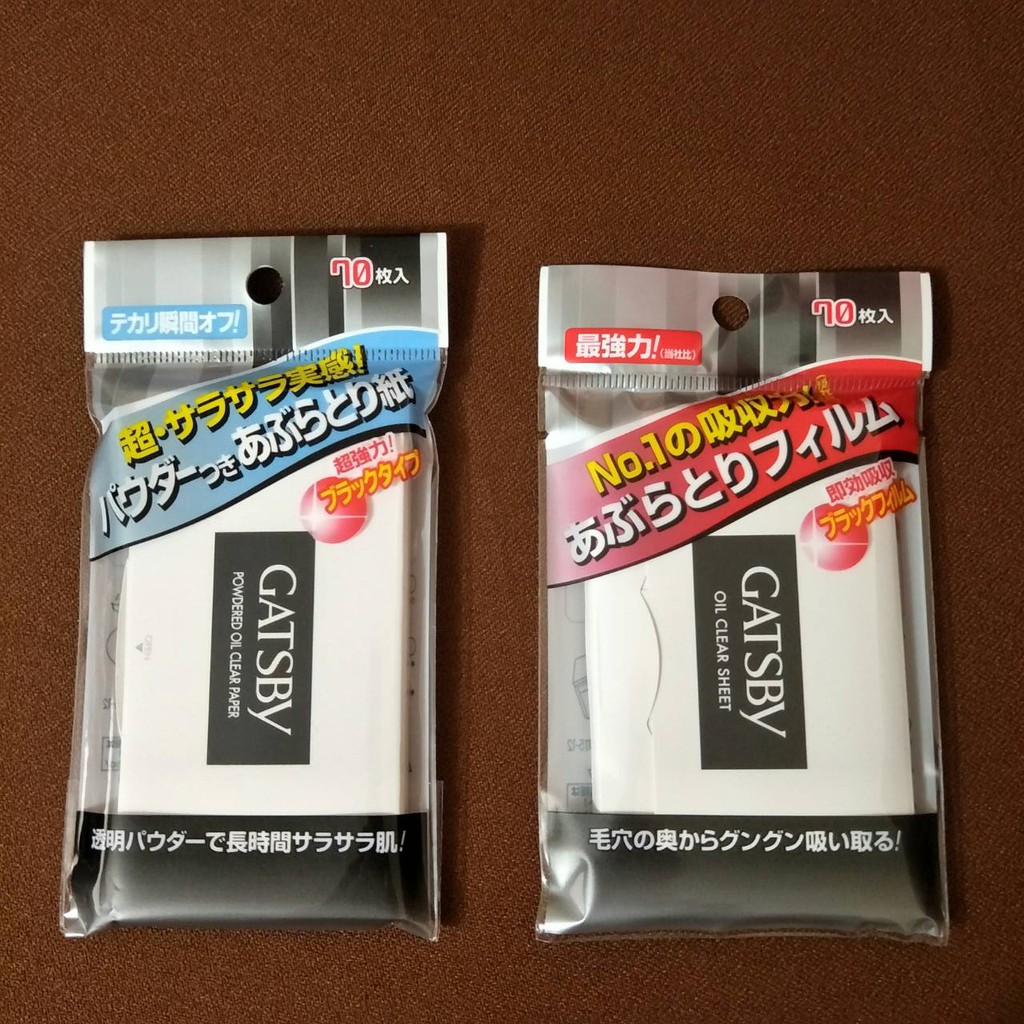 70枚入
テカリ瞬間オフ!
超・サラサラ実感!
パウダーつきあぶらとり紙
超強力!
ブラックタイプ
GATSBY
POWDERED OIL CLEAR PAPER
OPEN
透明パウダーで長時間サラサラ肌!
70枚入
最強力!(当社比)
No.1の吸収力!
あぶらとりフィルム
即効吸収
ブラックフィルム
GATSBY
OIL CLEAR SHEET
毛穴の奥からグングン吸い取る!